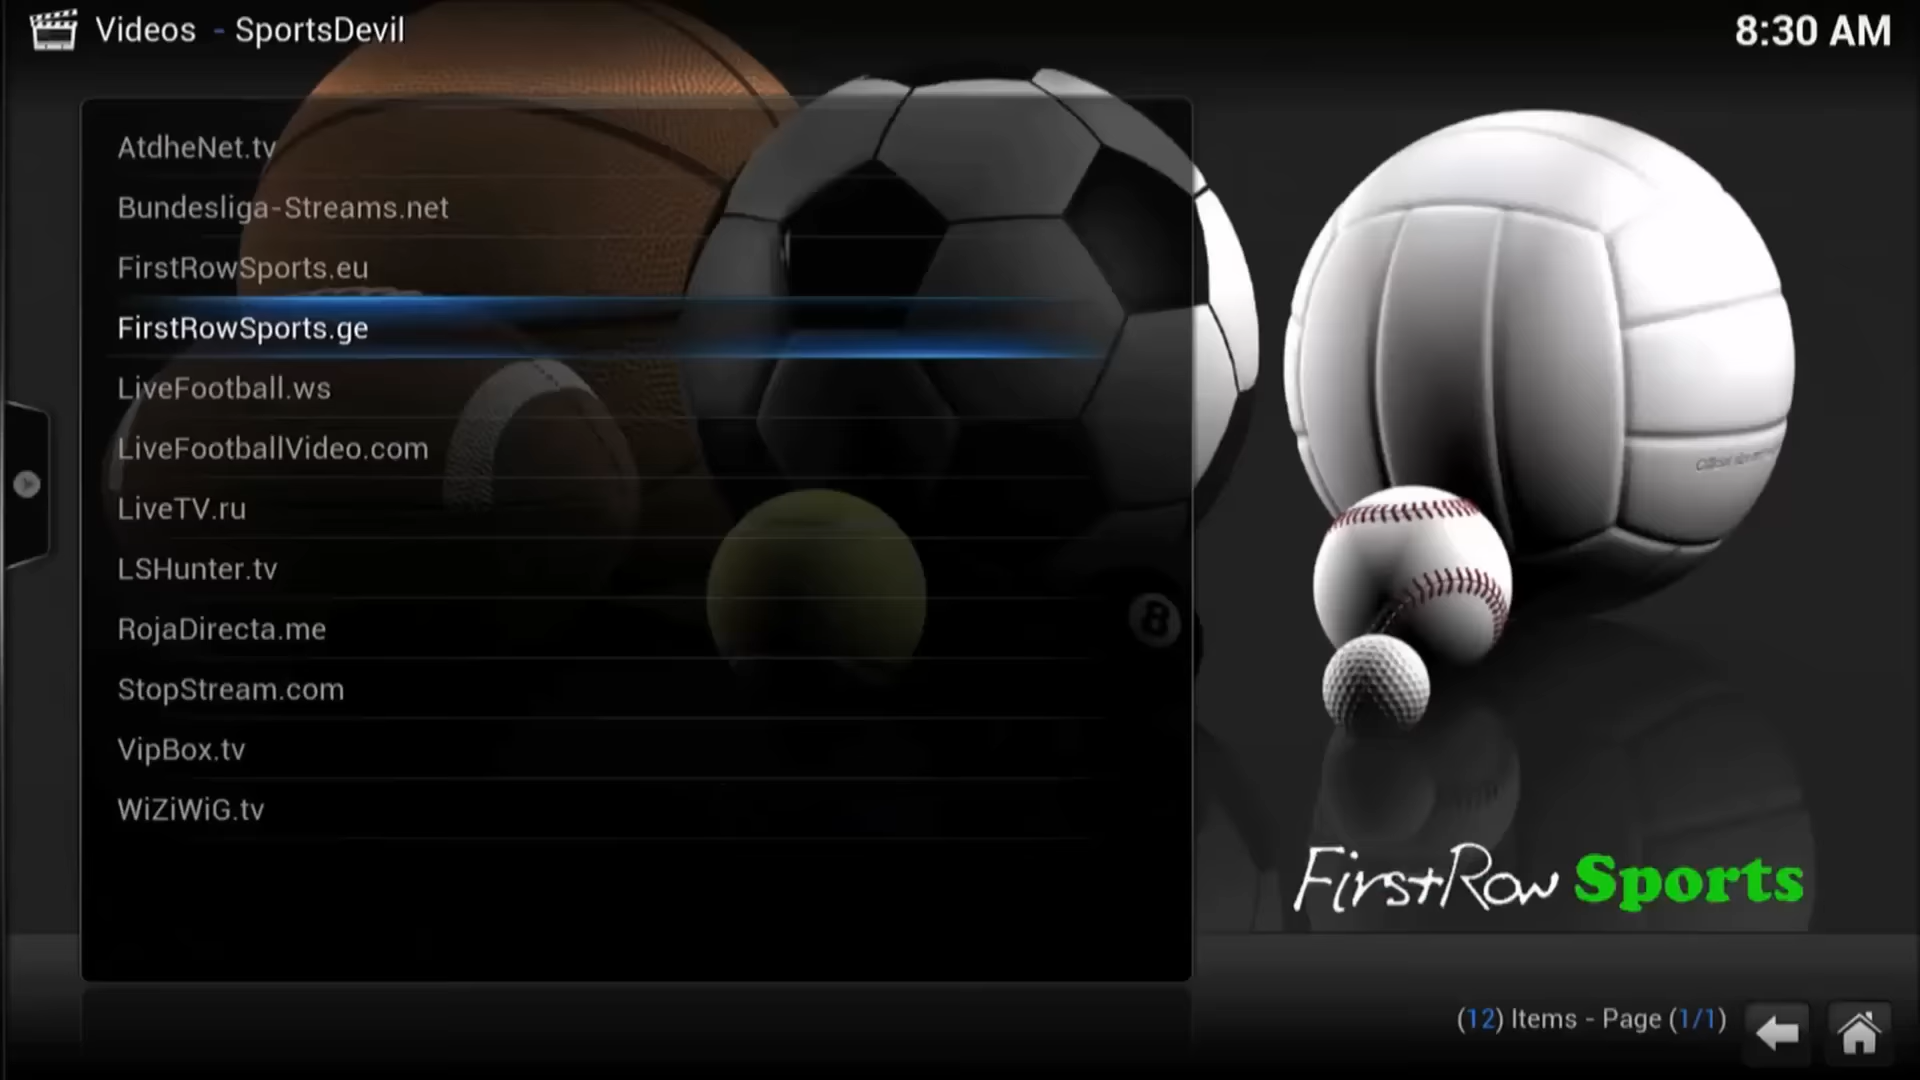 Videos - SportsDevil
8:30 AM
AtdheNet.tv
Bundesliga-Streams.net
FirstRowSports.eu
FirstRowSports.ge
LiveFootball.ws
LiveFootballVideo.com
LiveTV.ru
LSHunter.tv
RojaDirecta.me
StopStream.com
VipBox.tv
WiZiWiG.tv
8
FirstRow Sports
(12) Items - Page (1/1)